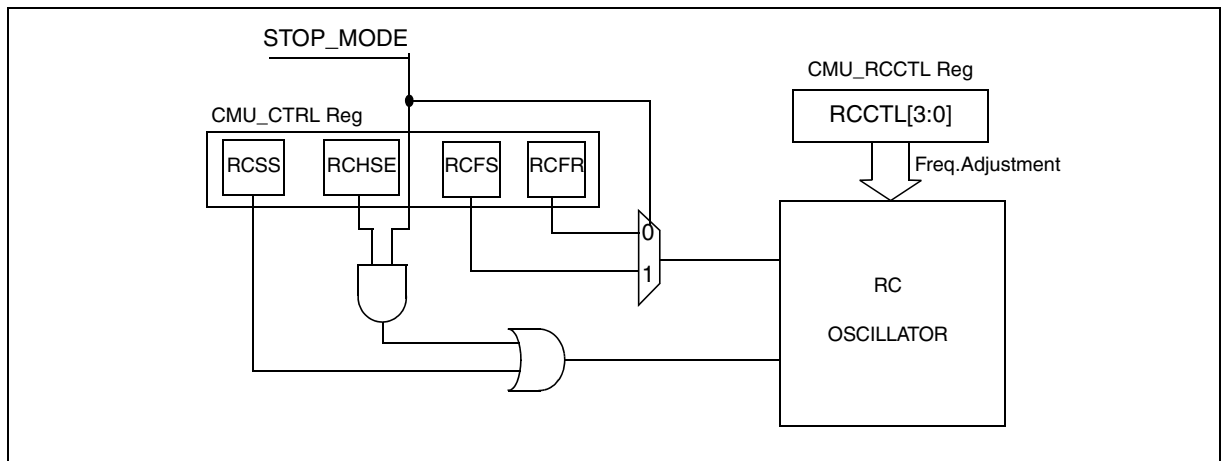 STOP_MODE
CMU_RCCTL Reg
RCCTL[3:0]
CMU_CTRL Reg
RCSS
RCHSE
RCFS
RCFR
Freq.Adjustment
0
1
RC
OSCILLATOR